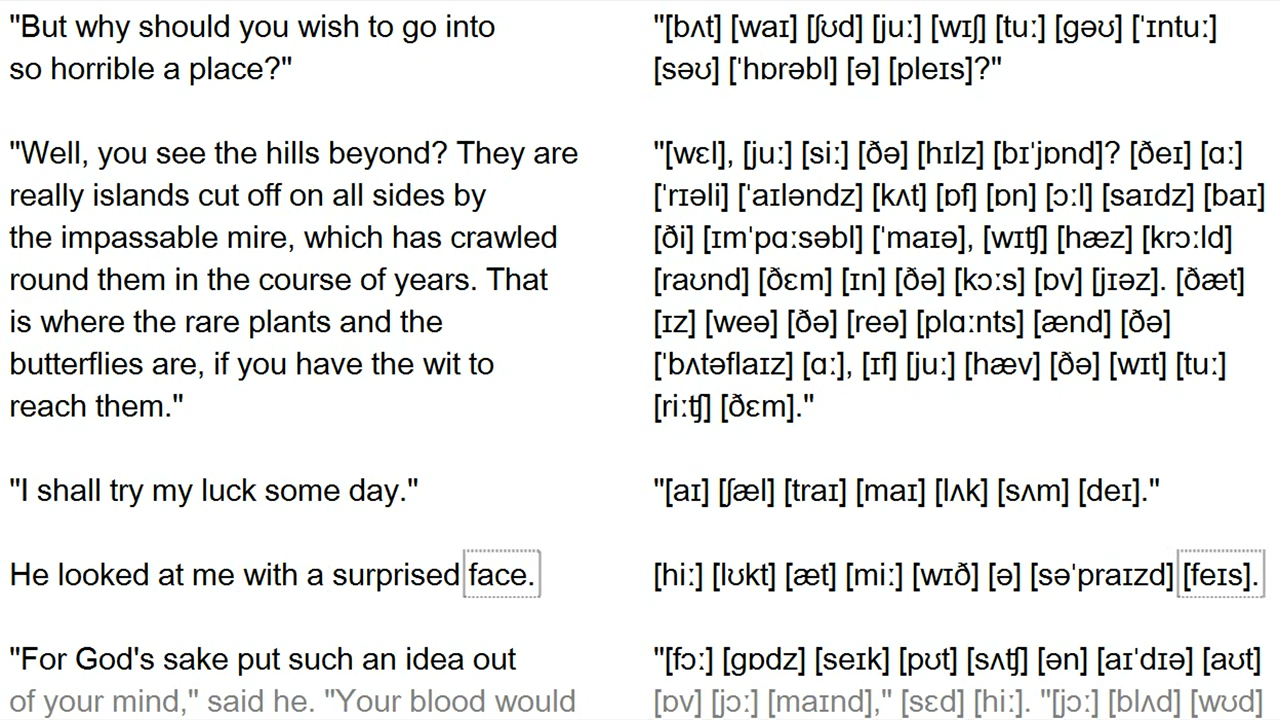 "But why should you wish to go into
so horrible a place?"
"Well, you see the hills beyond? They are
really islands cut off on all sides by
the impassable mire, which has crawled
round them in the course of years. That
is where the rare plants and the
butterflies are, if you have the wit to
reach them."
"I shall try my luck some day."
He looked at me with a surprised face.
"For God's sake put such an idea out
of your mind," said he. "Your blood would
"[bʌt] [waɪ] [ʃʊd] [juː] [wɪʃ] [tuː] [gəʊ] [ˈɪntuː]
[səʊ] [ˈhɒrəbl] [ə] [pleɪs]?"
"[wɛl], [juː] [siː] [ðə] [hɪlz] [bɪˈjɒnd]? [ðeɪ] [ɑː]
[ˈrɪəli] [ˈaɪləndz] [kʌt] [ɒf] [ɒn] [ɔːl] [saɪdz] [baɪ]
[ði] [ɪmˈpɑːsəbl] [ˈmaɪə], [wɪʧ] [hæz] [krɔːld]
[raʊnd] [ðɛm] [ɪn] [ðə] [kɔːs] [ɒv] [jɪəz]. [ðæt]
[ɪz] [weə] [ðə] [reə] [plɑːnts] [ænd] [ðə]
[ˈbʌtəflaɪz] [ɑː], [ɪf] [juː] [hæv] [ðə] [wɪt] [tuː]
[riːʧ] [ðɛm]."
"[aɪ] [ʃæl] [traɪ] [maɪ] [lʌk] [sʌm] [deɪ]."
[hiː] [lʊkt] [æt] [miː] [wɪð] [ə] [səˈpraɪzd] [feɪs].
"[fɔː] [gɒdz] [seɪk] [pʊt] [sʌʧ] [ən] [aɪˈdɪə] [aʊt]
[ɒv] [jɔː] [maɪnd]," [sɛd] [hiː]. "[jɔː] [blʌd] [wʊd]